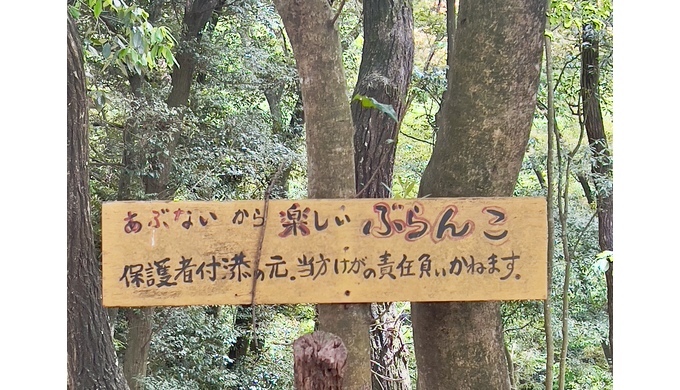 あぶないから楽しいぶらんこ
保護者付添の元。当方けがの責任負いかねます。